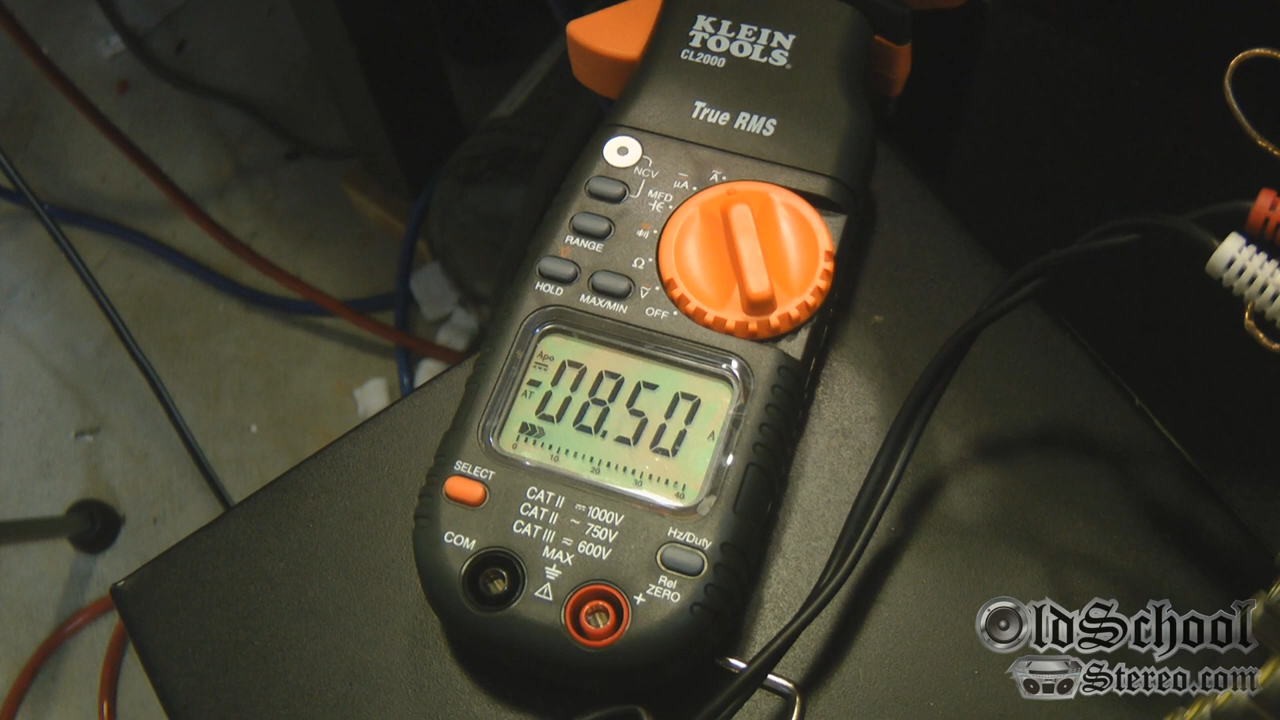 KLEIN
TOOLS®
CL2000
True RMS
NCV
µA
A
MFD
RANGE
Ω
HOLD
MAX/MIN
V
OFF
Apo
AT
-08.50
A
0 10 20 30 40
SELECT
CAT II ⎓ 1000V
CAT II ~ 750V
CAT III ≂ 600V
MAX
COM
+
Hz/Duty
Rel
ZERO
OldSchool
Stereo.com